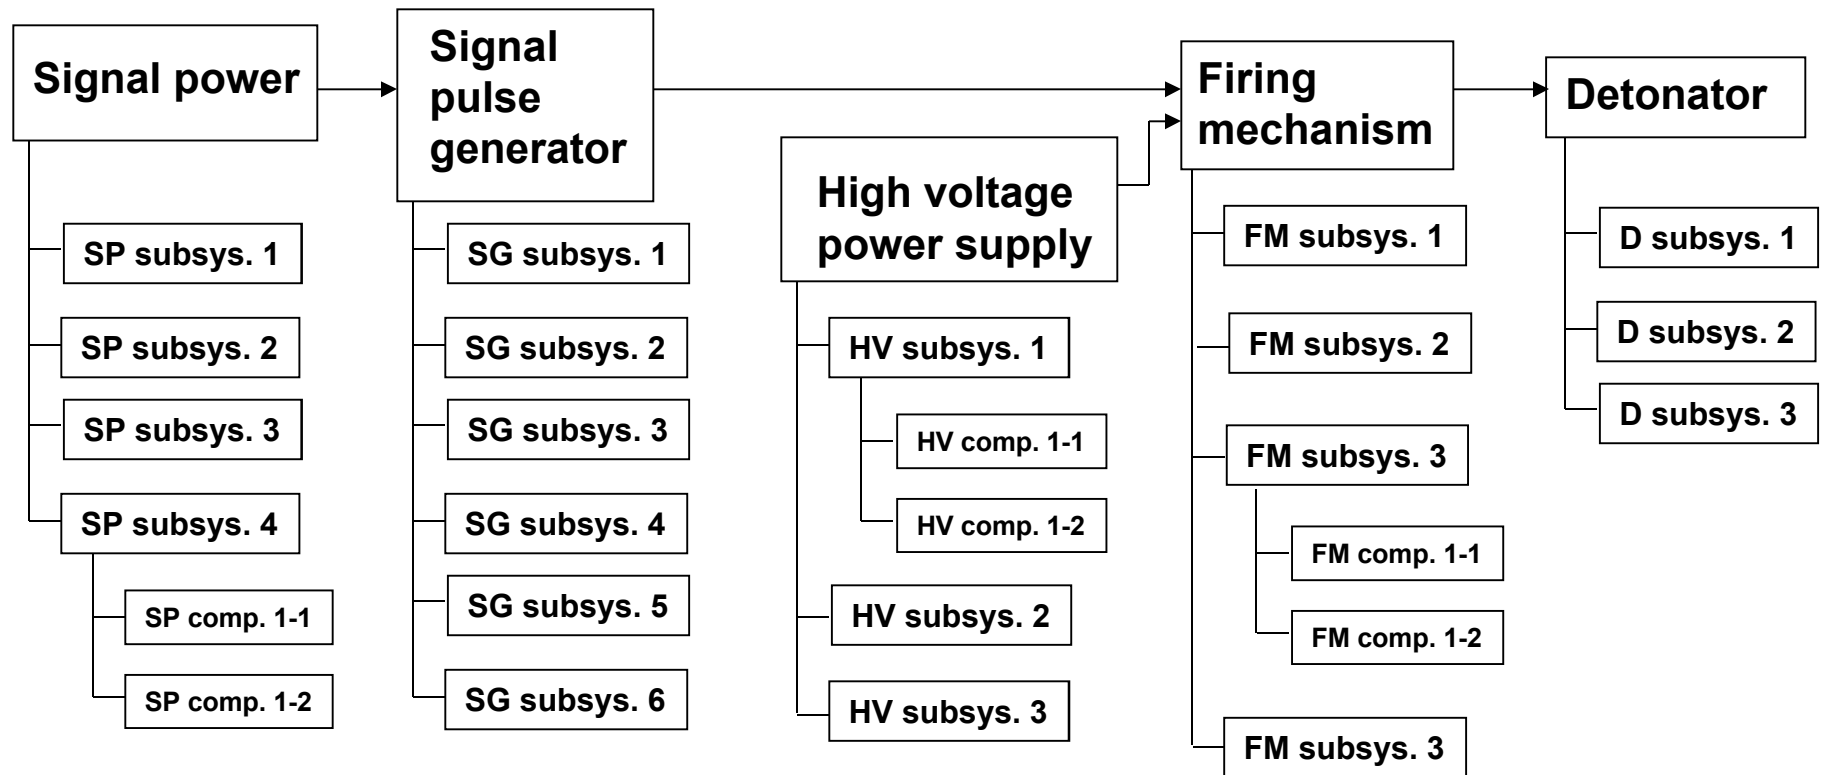 Signal power
Signal
pulse
generator
High voltage
power supply
Firing
mechanism
Detonator
SP subsys. 1
SP subsys. 2
SP subsys. 3
SP subsys. 4
SP comp. 1-1
SP comp. 1-2
SG subsys. 1
SG subsys. 2
SG subsys. 3
SG subsys. 4
SG subsys. 5
SG subsys. 6
HV subsys. 1
HV comp. 1-1
HV comp. 1-2
HV subsys. 2
HV subsys. 3
FM subsys. 1
FM subsys. 2
FM subsys. 3
FM comp. 1-1
FM comp. 1-2
FM subsys. 3
D subsys. 1
D subsys. 2
D subsys. 3